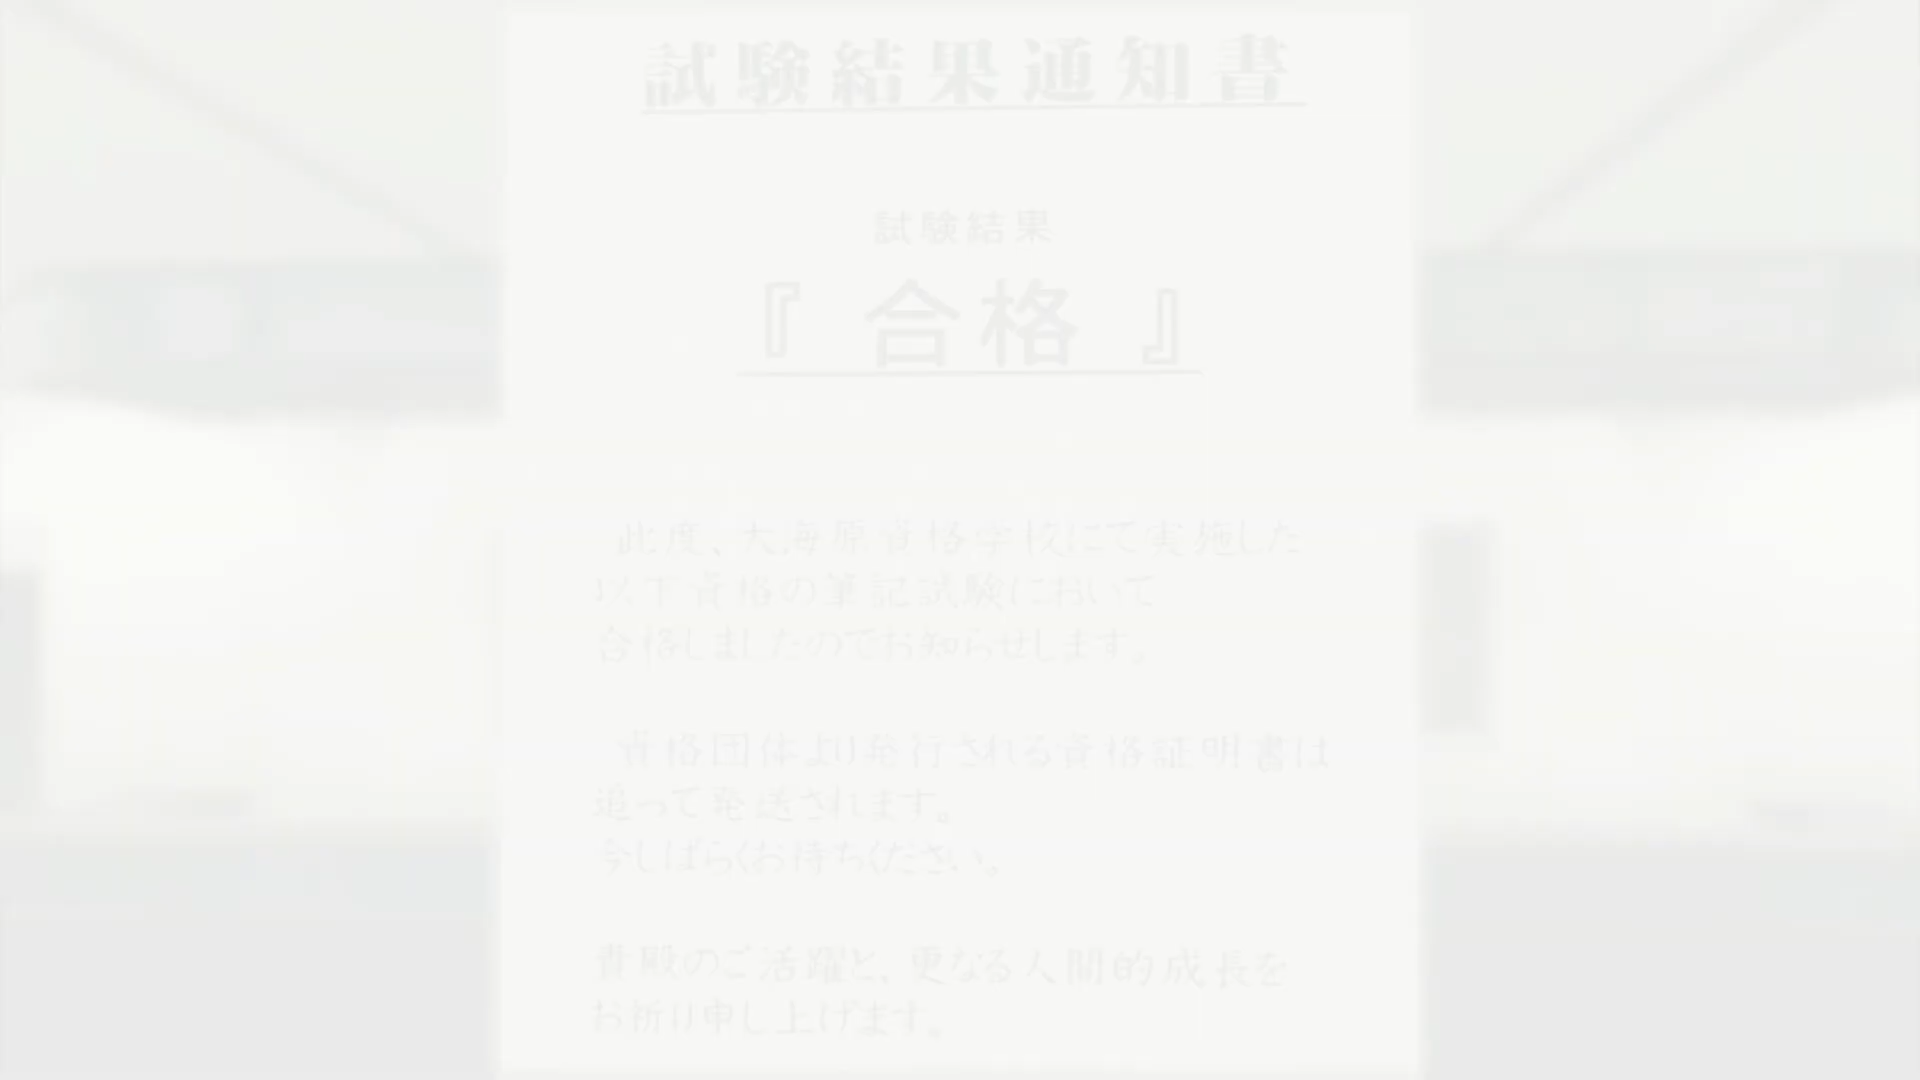 試験結果通知書
試験結果
『 合格 』
此度、大海原資格学校にて実施した
以下資格の筆記試験において
合格しましたのでお知らせします。
資格団体より発行される資格証明書は
追って発送されます。
今しばらくお待ちください。
貴殿のご活躍と、更なる人間的成長を
お祈り申し上げます。